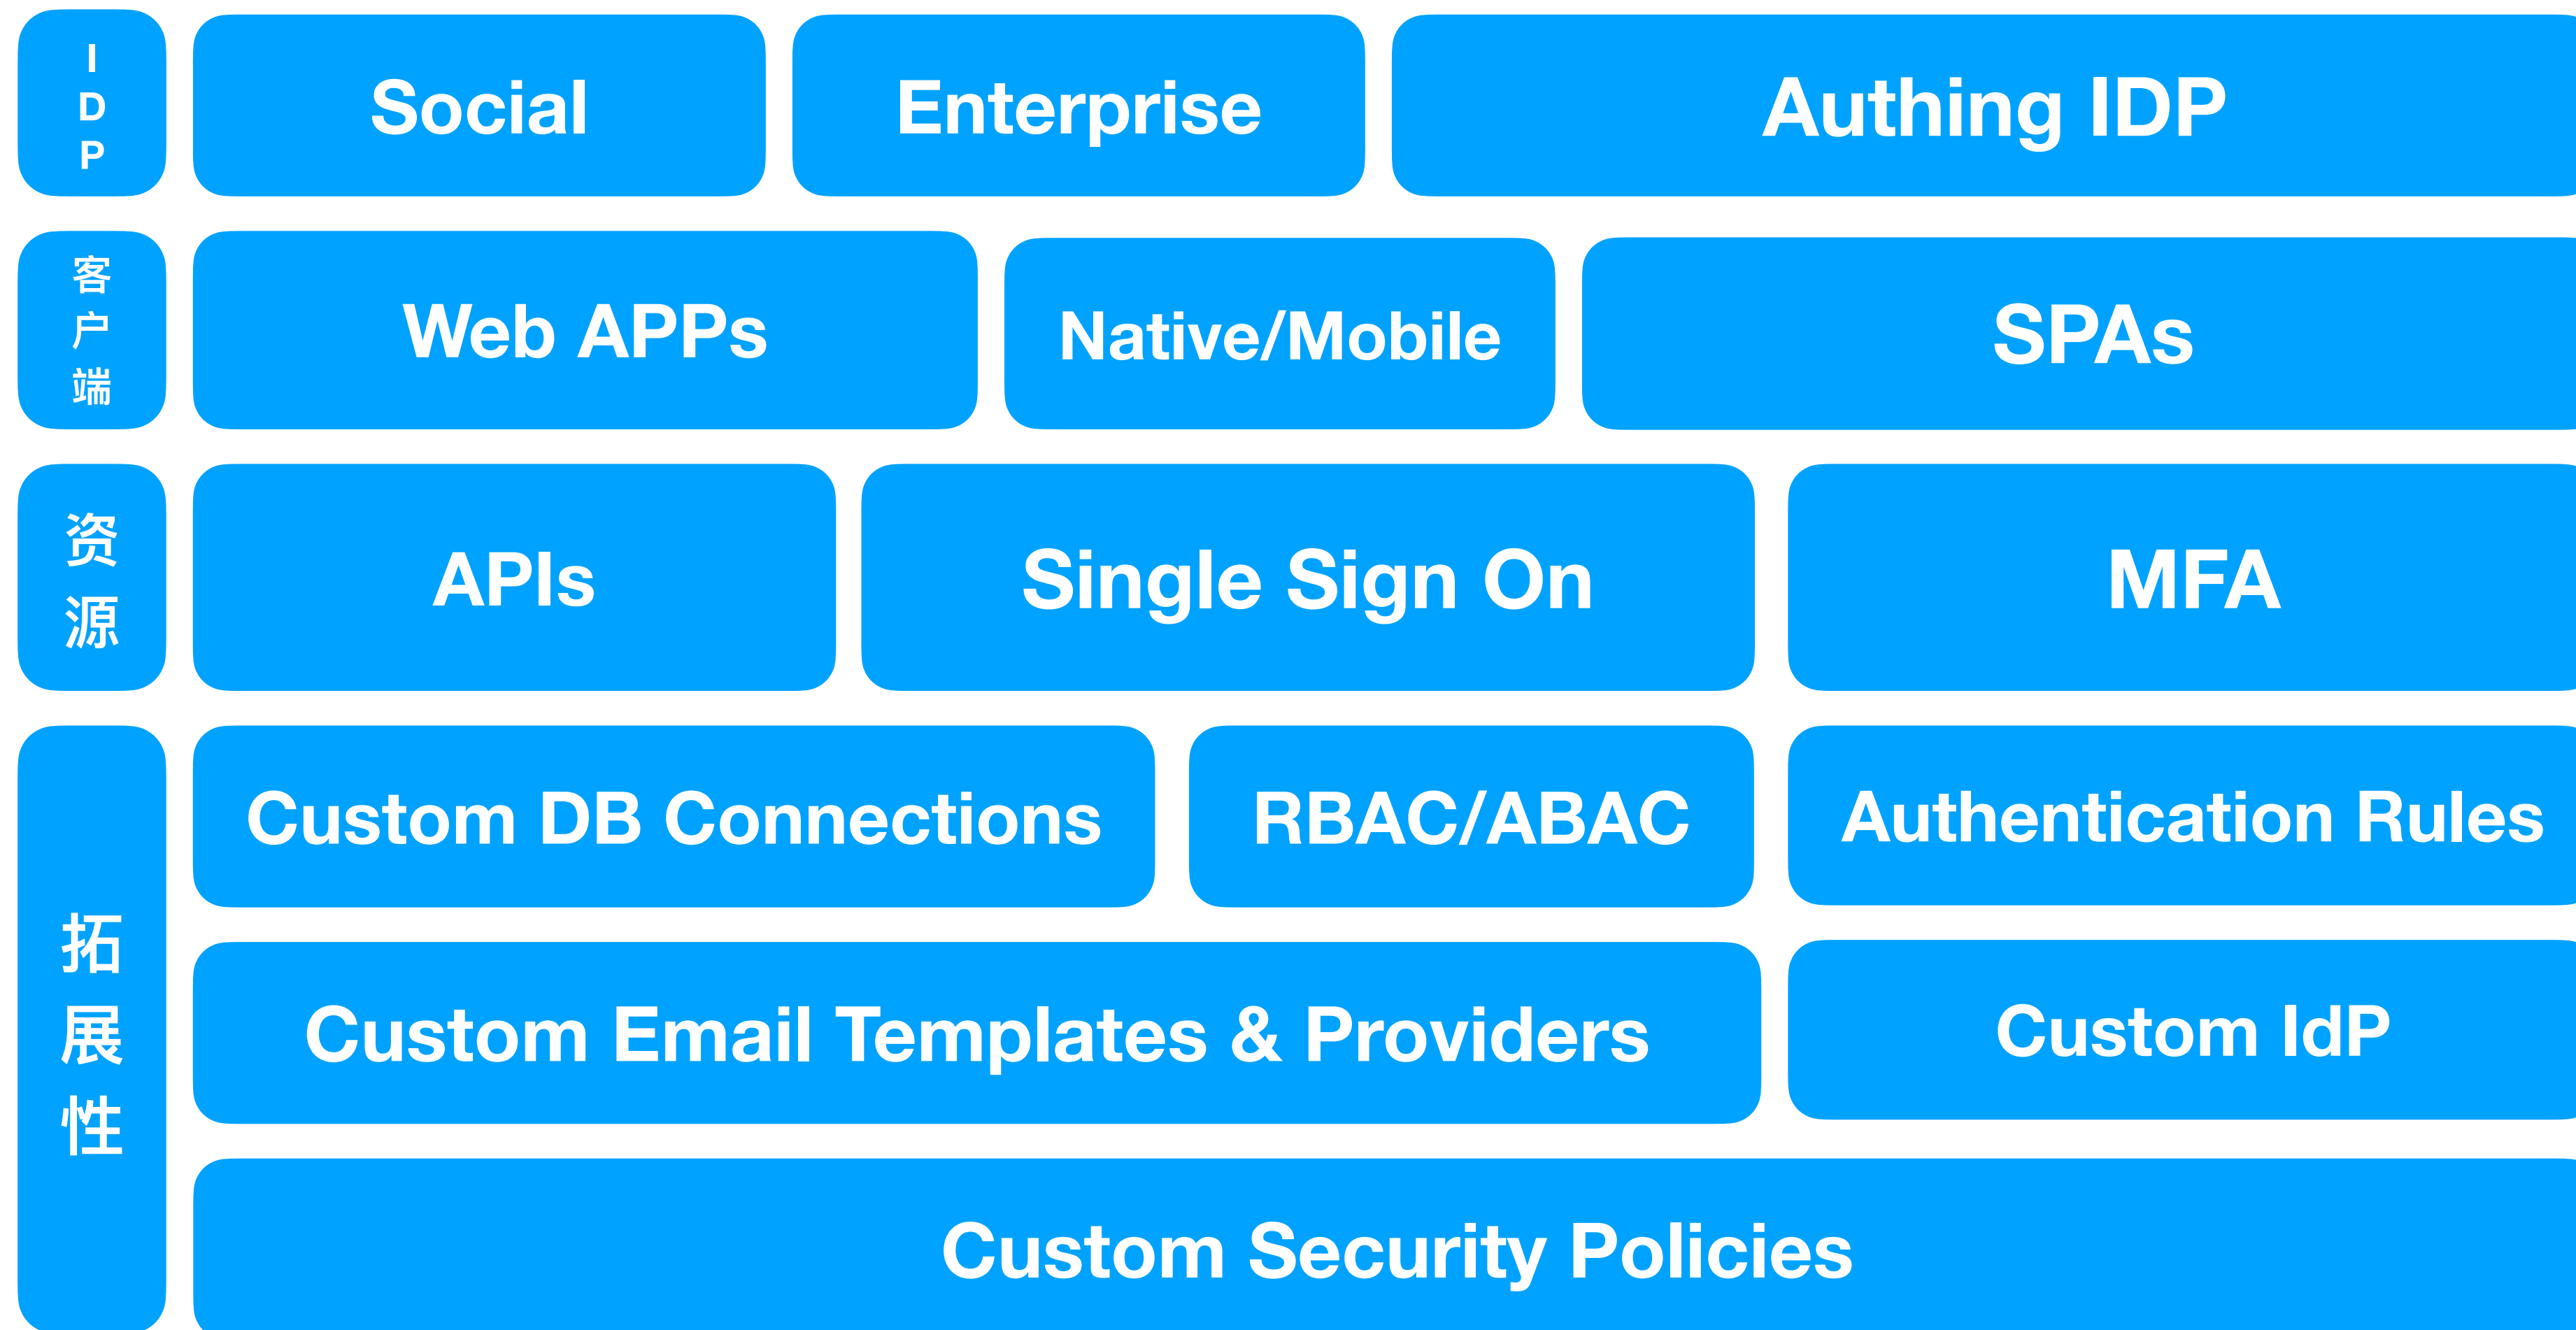 IDP
Social
Enterprise
Authing IDP
客户端
Web APPs
Native/Mobile
SPAs
资源
APIs
Single Sign On
MFA
拓展性
Custom DB Connections
RBAC/ABAC
Authentication Rules
Custom Email Templates & Providers
Custom IdP
Custom Security Policies